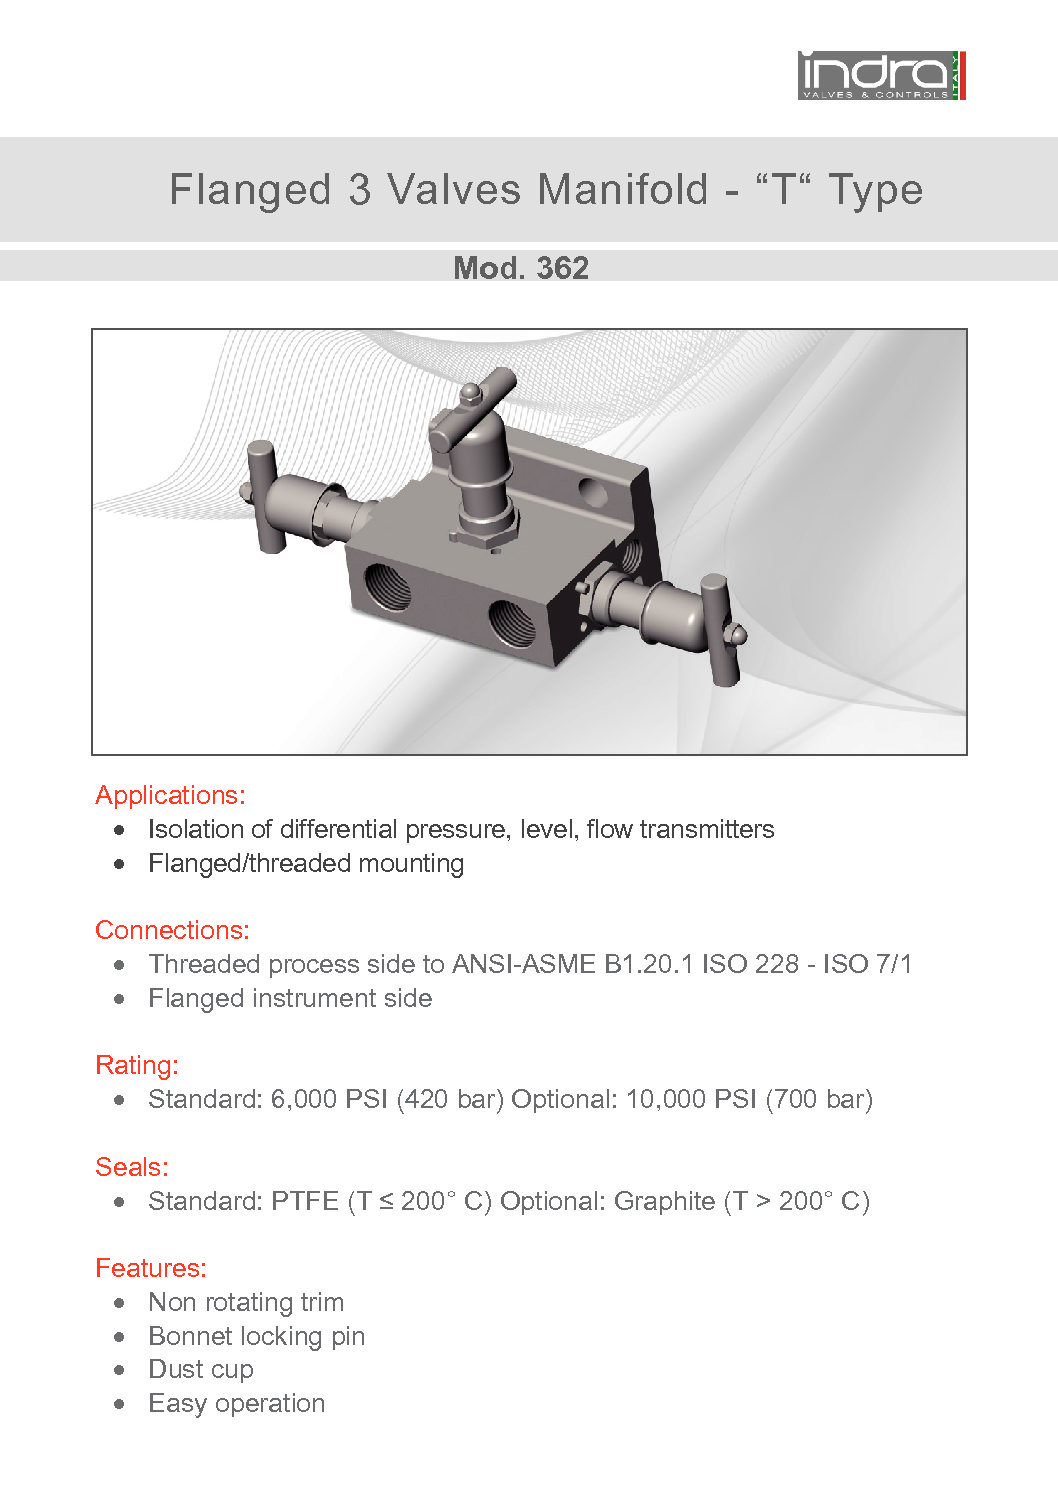 indra
VALVES & CONTROLS
ITALY
Flanged 3 Valves Manifold - “T“ Type
Mod. 362
Applications:
● Isolation of differential pressure, level, flow transmitters
● Flanged/threaded mounting
Connections:
● Threaded process side to ANSI-ASME B1.20.1 ISO 228 - ISO 7/1
● Flanged instrument side
Rating:
● Standard: 6,000 PSI (420 bar) Optional: 10,000 PSI (700 bar)
Seals:
● Standard: PTFE (T ≤ 200° C) Optional: Graphite (T > 200° C)
Features:
● Non rotating trim
● Bonnet locking pin
● Dust cup
● Easy operation